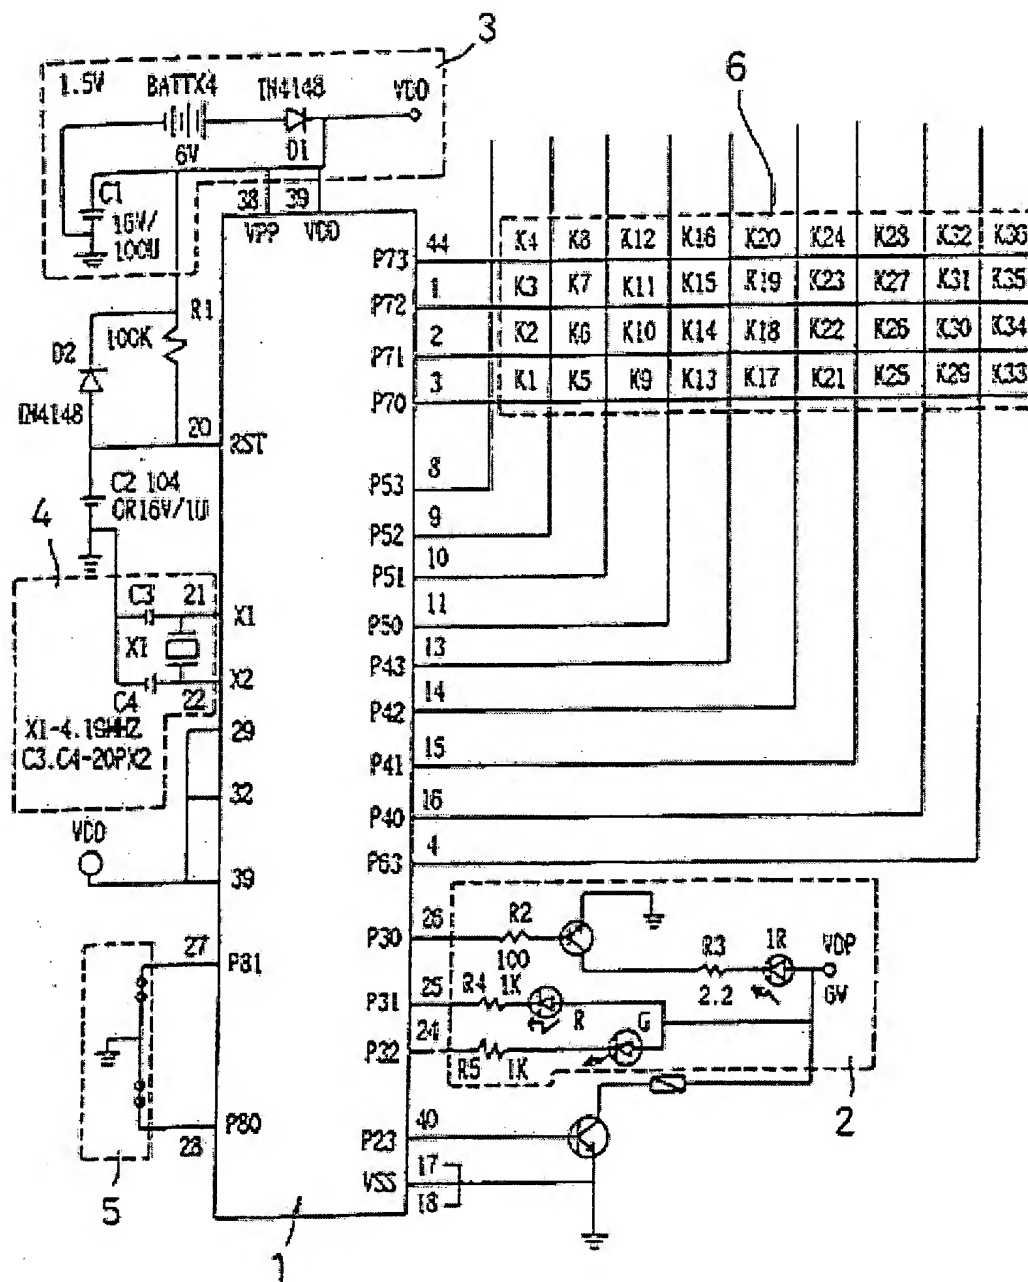 3
1.5V BATTX4 IN4148 VDD
6V D1
6
C1
16V/
100U
38 39
VPP VDD
P73 44 K4 K8 K12 K16 K20 K24 K28 K32 K36
P72 1 K3 K7 K11 K15 K19 K23 K27 K31 K35
P71 2 K2 K6 K10 K14 K18 K22 K26 K30 K34
P70 3 K1 K5 K9 K13 K17 K21 K25 K29 K33
R1
100K
D2
IN4148
20 RST
C2 104
OR16V/1U
4
P53 8
P52 9
P51 10
P50 11
P43 13
P42 14
P41 15
P40 16
P63 4
C3 21 X1
X1
C4 22 X2
X1-4.19MHZ
C3.C4-20PX2
29
32
VDD
39
27 P81
28 P80
5
P30 26 R2
100
R3 1R VDP
2.2 6V
P31 25 R4 1K R
P32 24 G
R5 1K
2
P23 40
VSS 17
18
1